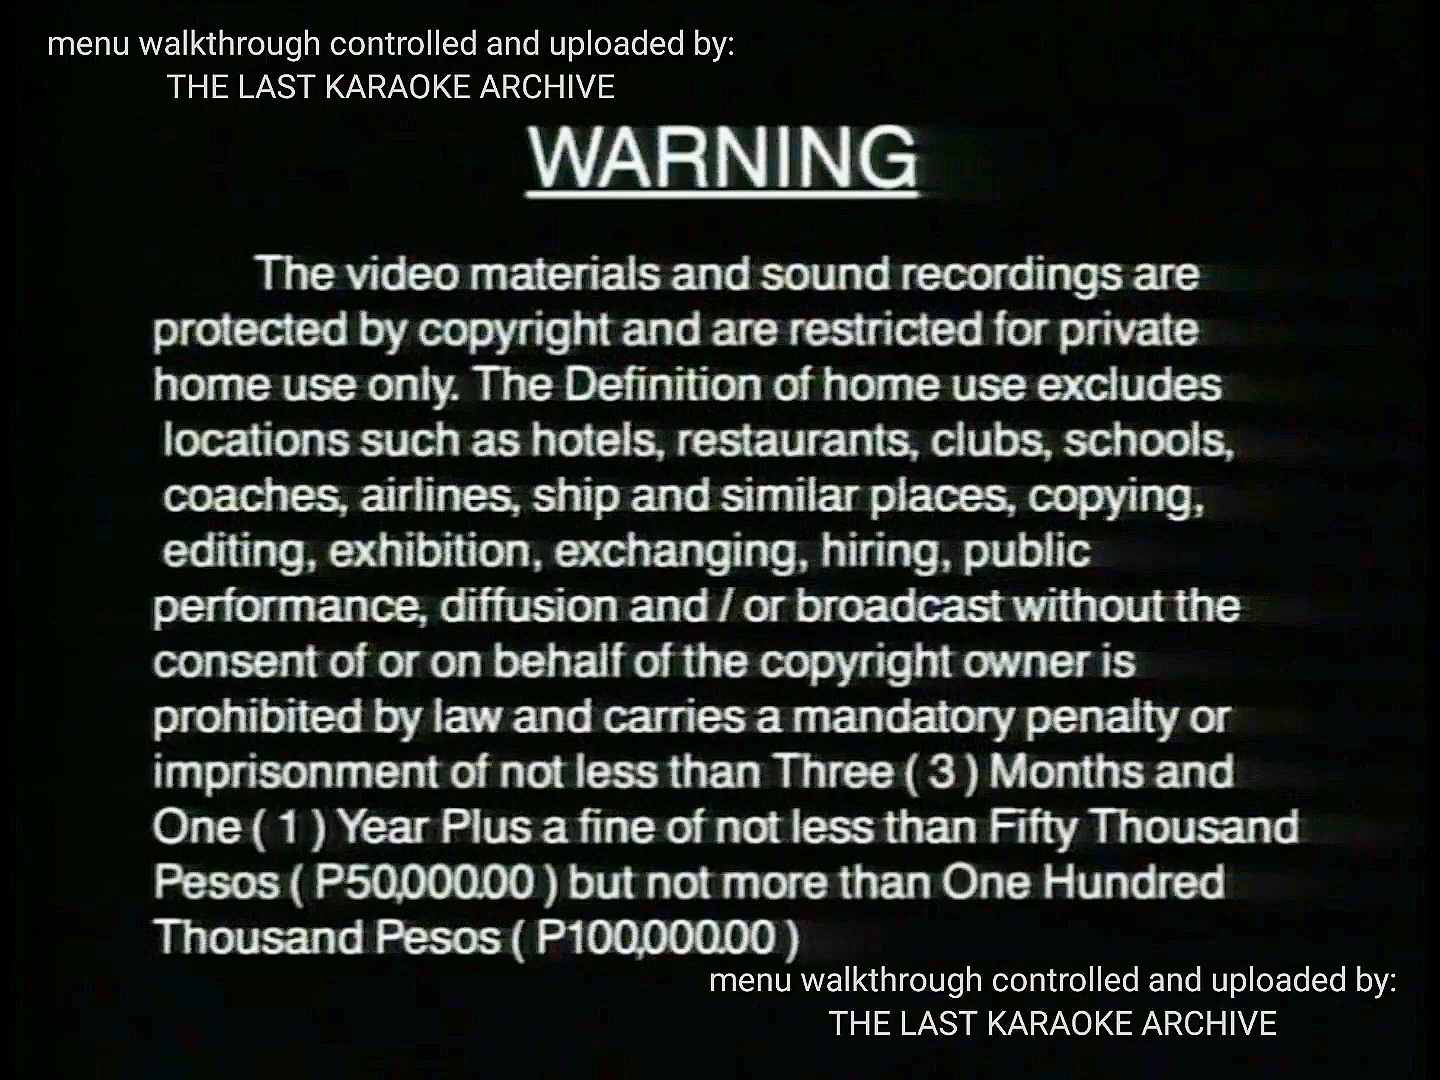 menu walkthrough controlled and uploaded by:
THE LAST KARAOKE ARCHIVE
WARNING
The video materials and sound recordings are
protected by copyright and are restricted for private
home use only. The Definition of home use excludes
locations such as hotels, restaurants, clubs, schools,
coaches, airlines, ship and similar places, copying,
editing, exhibition, exchanging, hiring, public
performance, diffusion and / or broadcast without the
consent of or on behalf of the copyright owner is
prohibited by law and carries a mandatory penalty or
imprisonment of not less than Three ( 3 ) Months and
One ( 1 ) Year Plus a fine of not less than Fifty Thousand
Pesos ( P50,000.00 ) but not more than One Hundred
Thousand Pesos ( P100,000.00 )
menu walkthrough controlled and uploaded by:
THE LAST KARAOKE ARCHIVE